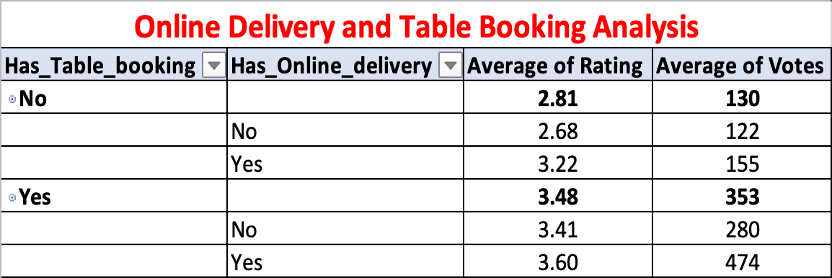 Online Delivery and Table Booking Analysis
Has_Table_booking Has_Online_delivery Average of Rating Average of Votes
No 2.81 130
No 2.68 122
Yes 3.22 155
Yes 3.48 353
No 3.41 280
Yes 3.60 474